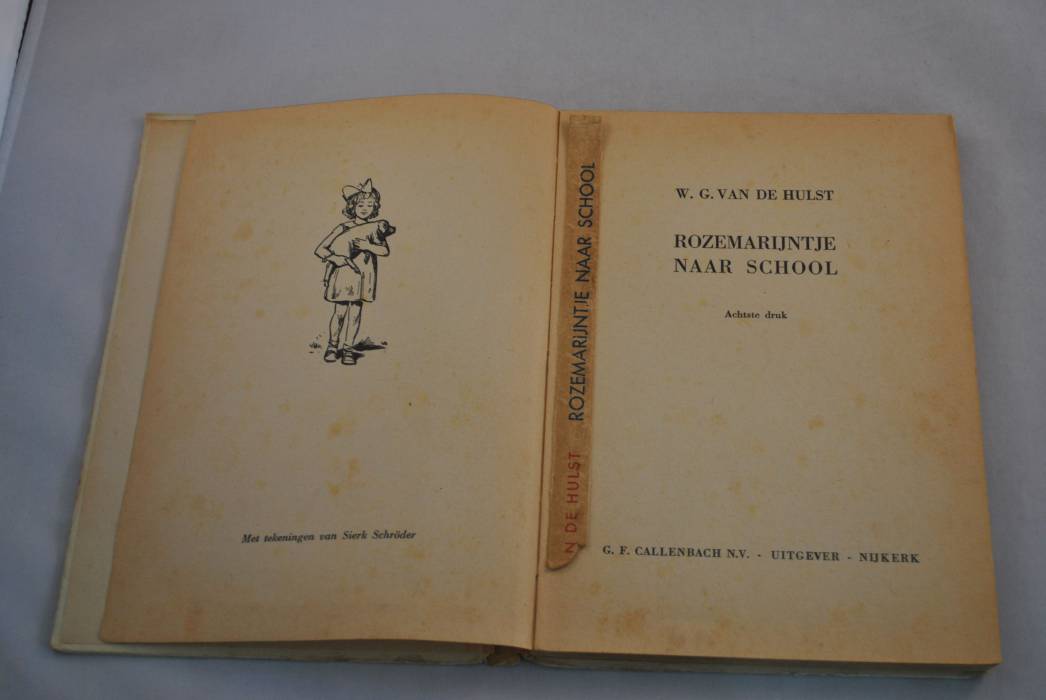 Met tekeningen van Sierk Schröder
N DE HULST ROZEMARIJNTJE NAAR SCHOOL
W. G. VAN DE HULST
ROZEMARIJNTJE
NAAR SCHOOL
Achtste druk
G. F. CALLENBACH N.V. - UITGEVER - NIJKERK